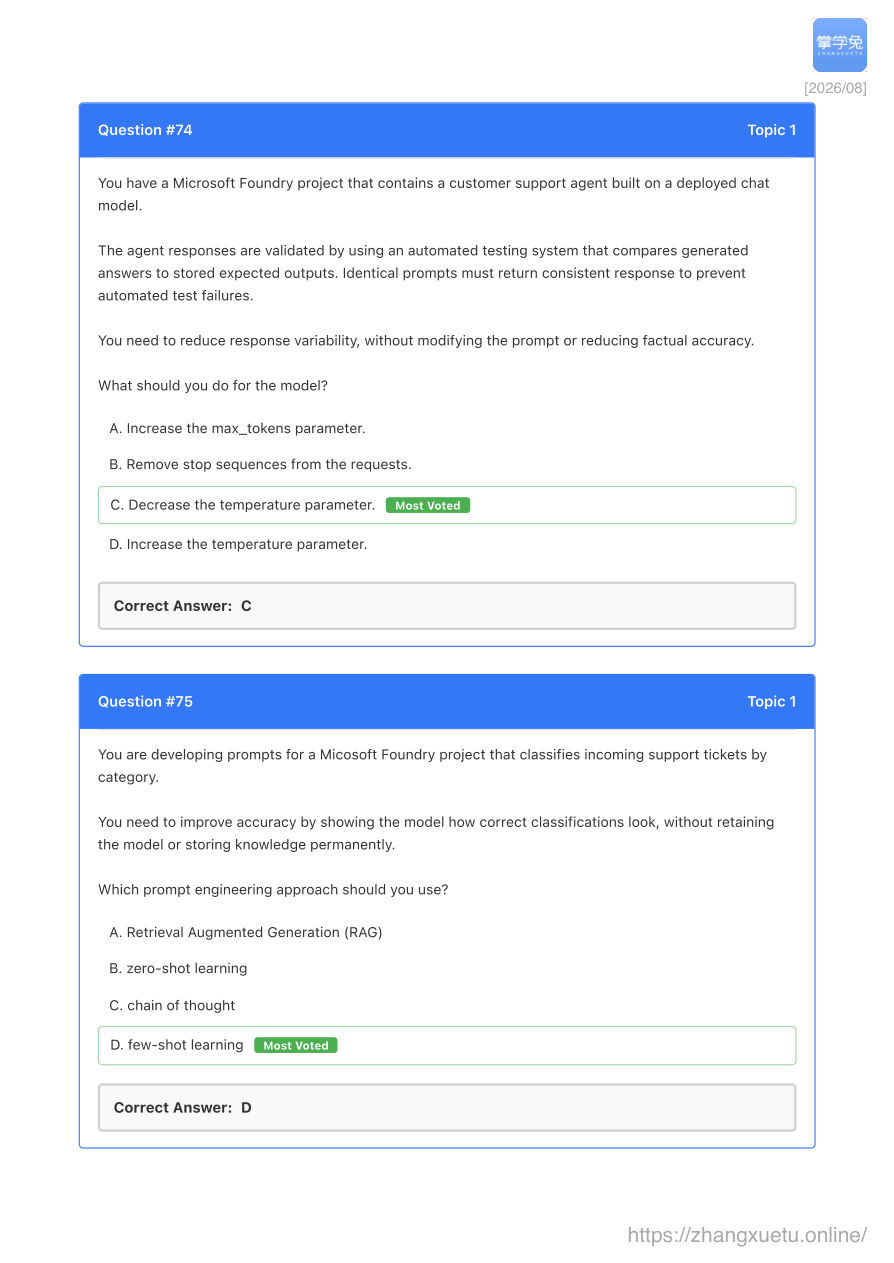 掌学兔
ZHANGXUETU
[2026/08]
Question #74
Topic 1
You have a Microsoft Foundry project that contains a customer support agent built on a deployed chat
model.
The agent responses are validated by using an automated testing system that compares generated
answers to stored expected outputs. Identical prompts must return consistent response to prevent
automated test failures.
You need to reduce response variability, without modifying the prompt or reducing factual accuracy.
What should you do for the model?
A. Increase the max_tokens parameter.
B. Remove stop sequences from the requests.
C. Decrease the temperature parameter. Most Voted
D. Increase the temperature parameter.
Correct Answer: C
Question #75
Topic 1
You are developing prompts for a Micosoft Foundry project that classifies incoming support tickets by
category.
You need to improve accuracy by showing the model how correct classifications look, without retaining
the model or storing knowledge permanently.
Which prompt engineering approach should you use?
A. Retrieval Augmented Generation (RAG)
B. zero-shot learning
C. chain of thought
D. few-shot learning Most Voted
Correct Answer: D
https://zhangxuetu.online/